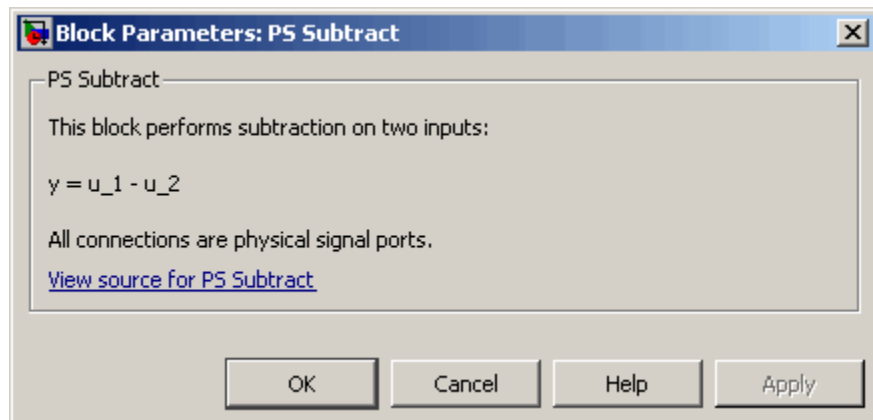 Block Parameters: PS Subtract
PS Subtract
This block performs subtraction on two inputs:
y = u_1 - u_2
All connections are physical signal ports.
View source for PS Subtract
OK Cancel Help Apply